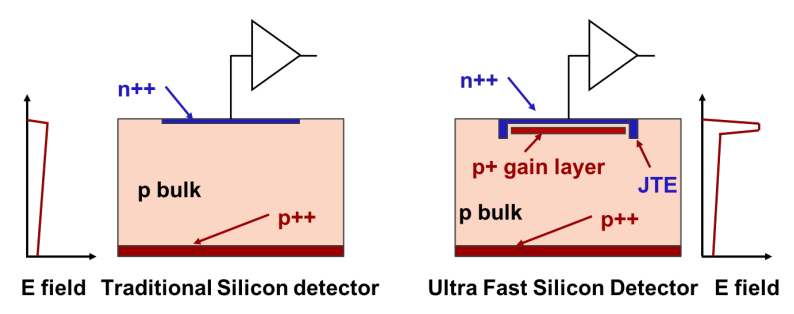 n++
p bulk
p++
E field
Traditional Silicon detector
n++
p+ gain layer
JTE
p bulk
p++
Ultra Fast Silicon Detector
E field